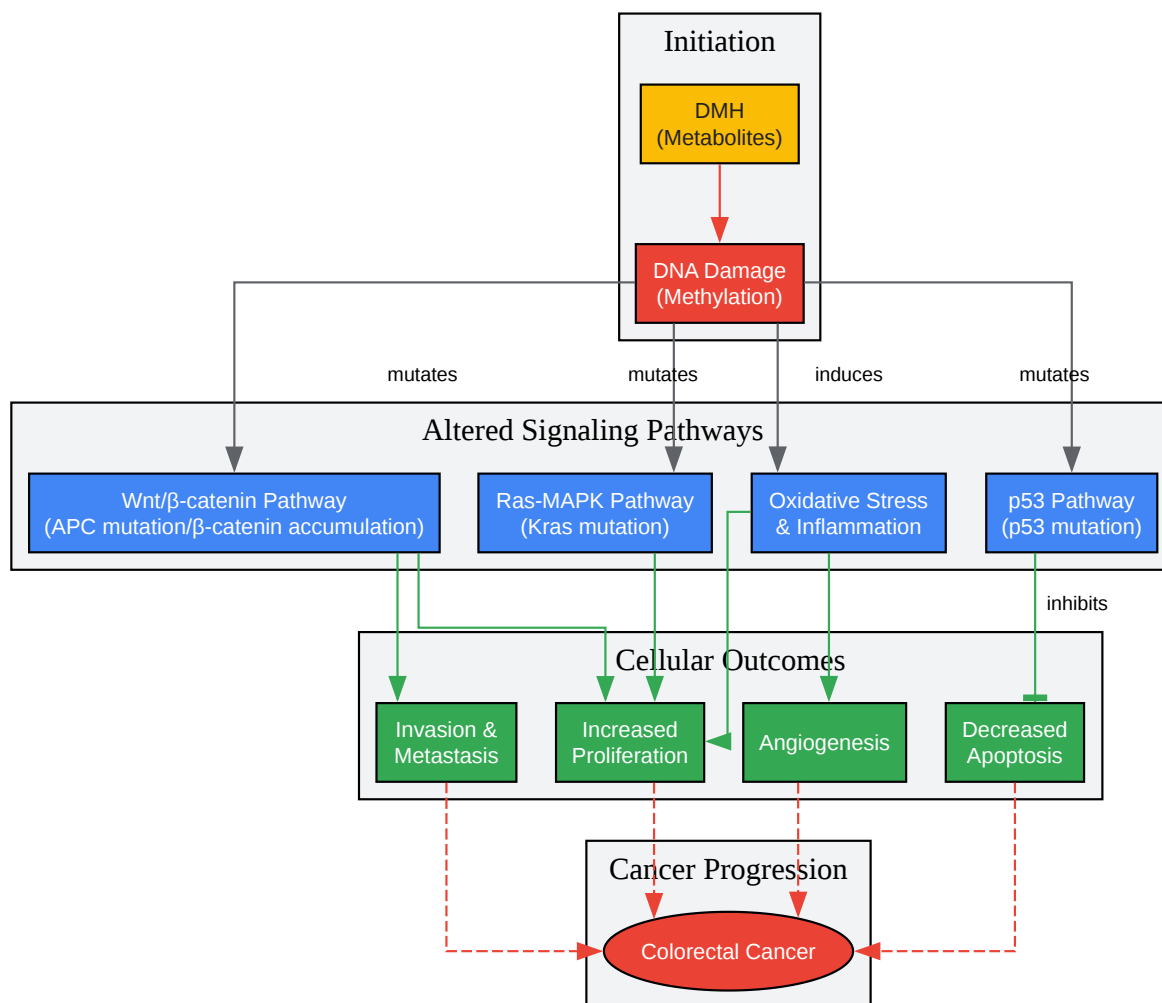 Initiation
DMH
(Metabolites)
DNA Damage
(Methylation)
mutates
mutates
induces
mutates
Altered Signaling Pathways
Wnt/β-catenin Pathway
(APC mutation/β-catenin accumulation)
Ras-MAPK Pathway
(Kras mutation)
Oxidative Stress
& Inflammation
p53 Pathway
(p53 mutation)
inhibits
Cellular Outcomes
Invasion &
Metastasis
Increased
Proliferation
Angiogenesis
Decreased
Apoptosis
Cancer Progression
Colorectal Cancer